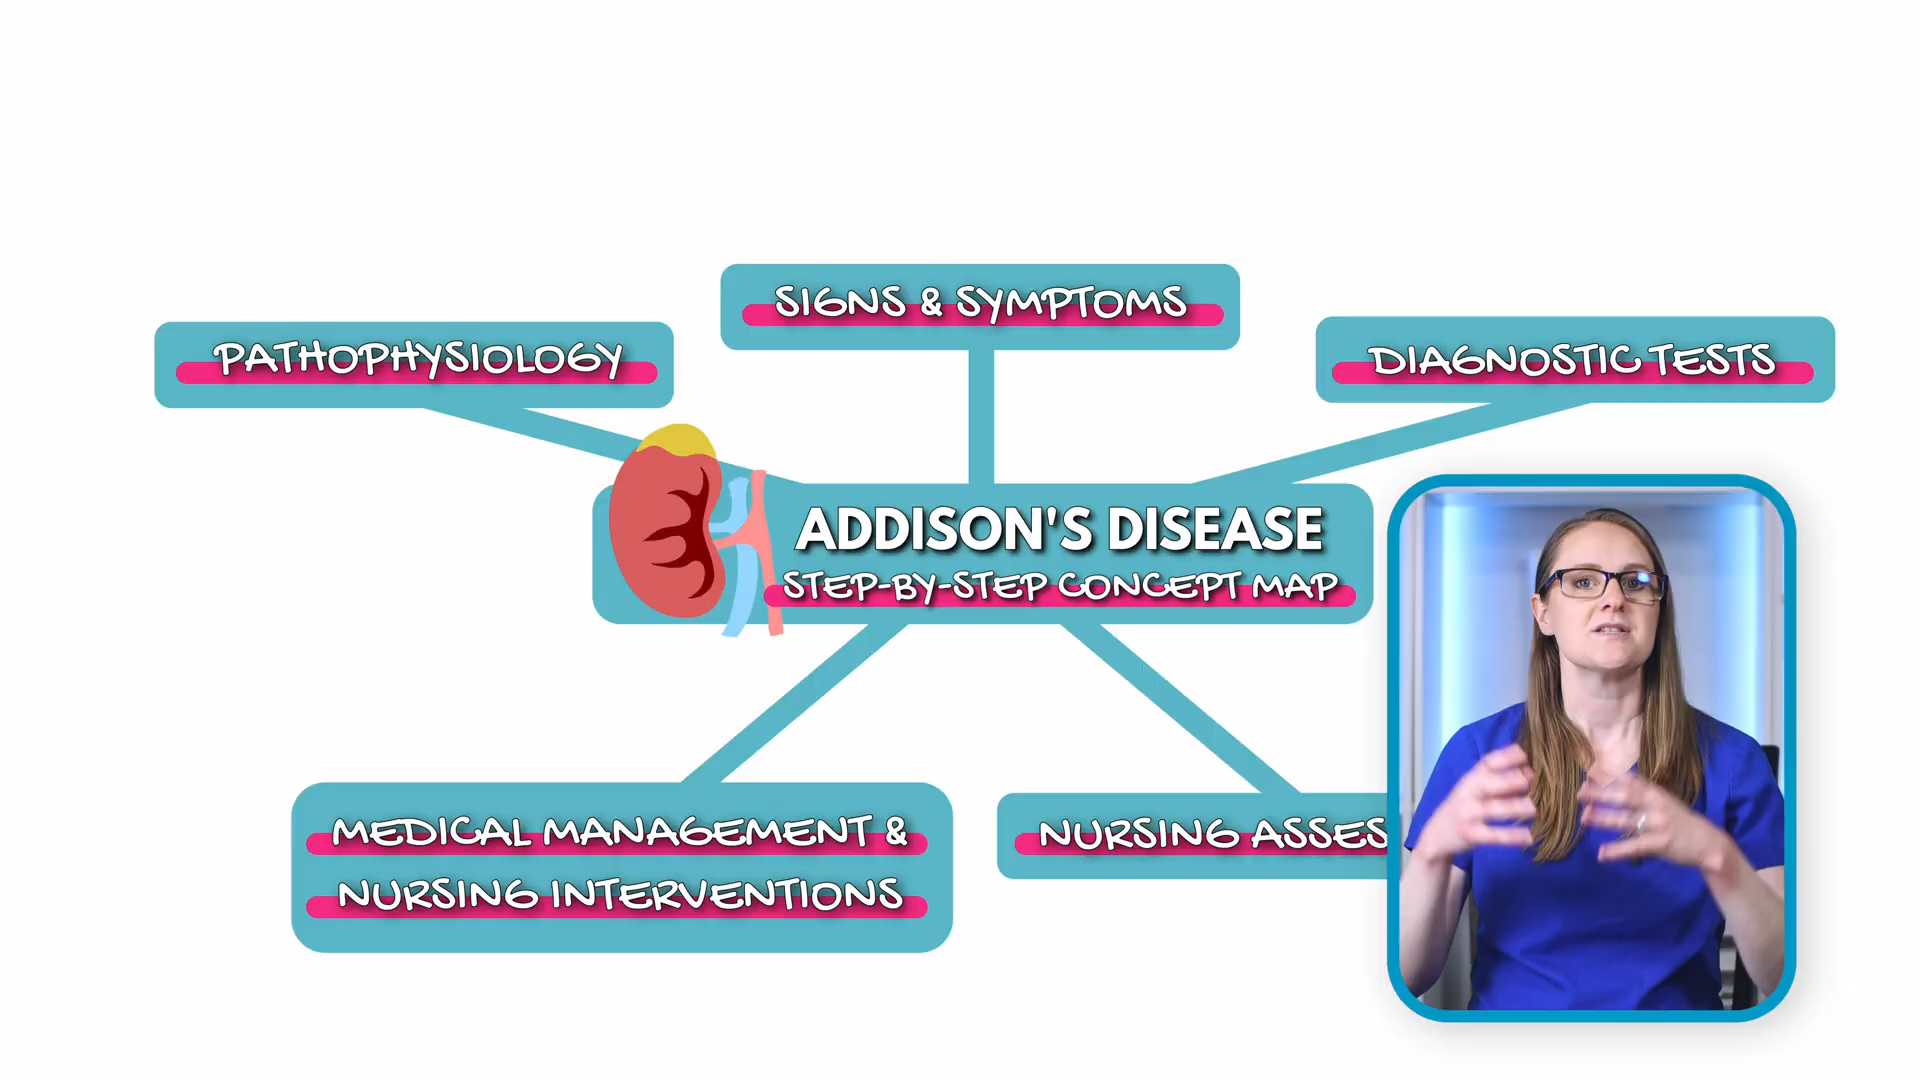 SIGNS & SYMPTOMS
PATHOPHYSIOLOGY
DIAGNOSTIC TESTS
ADDISON'S DISEASE
STEP-BY-STEP CONCEPT MAP
MEDICAL MANAGEMENT &
NURSING INTERVENTIONS
NURSING ASSES